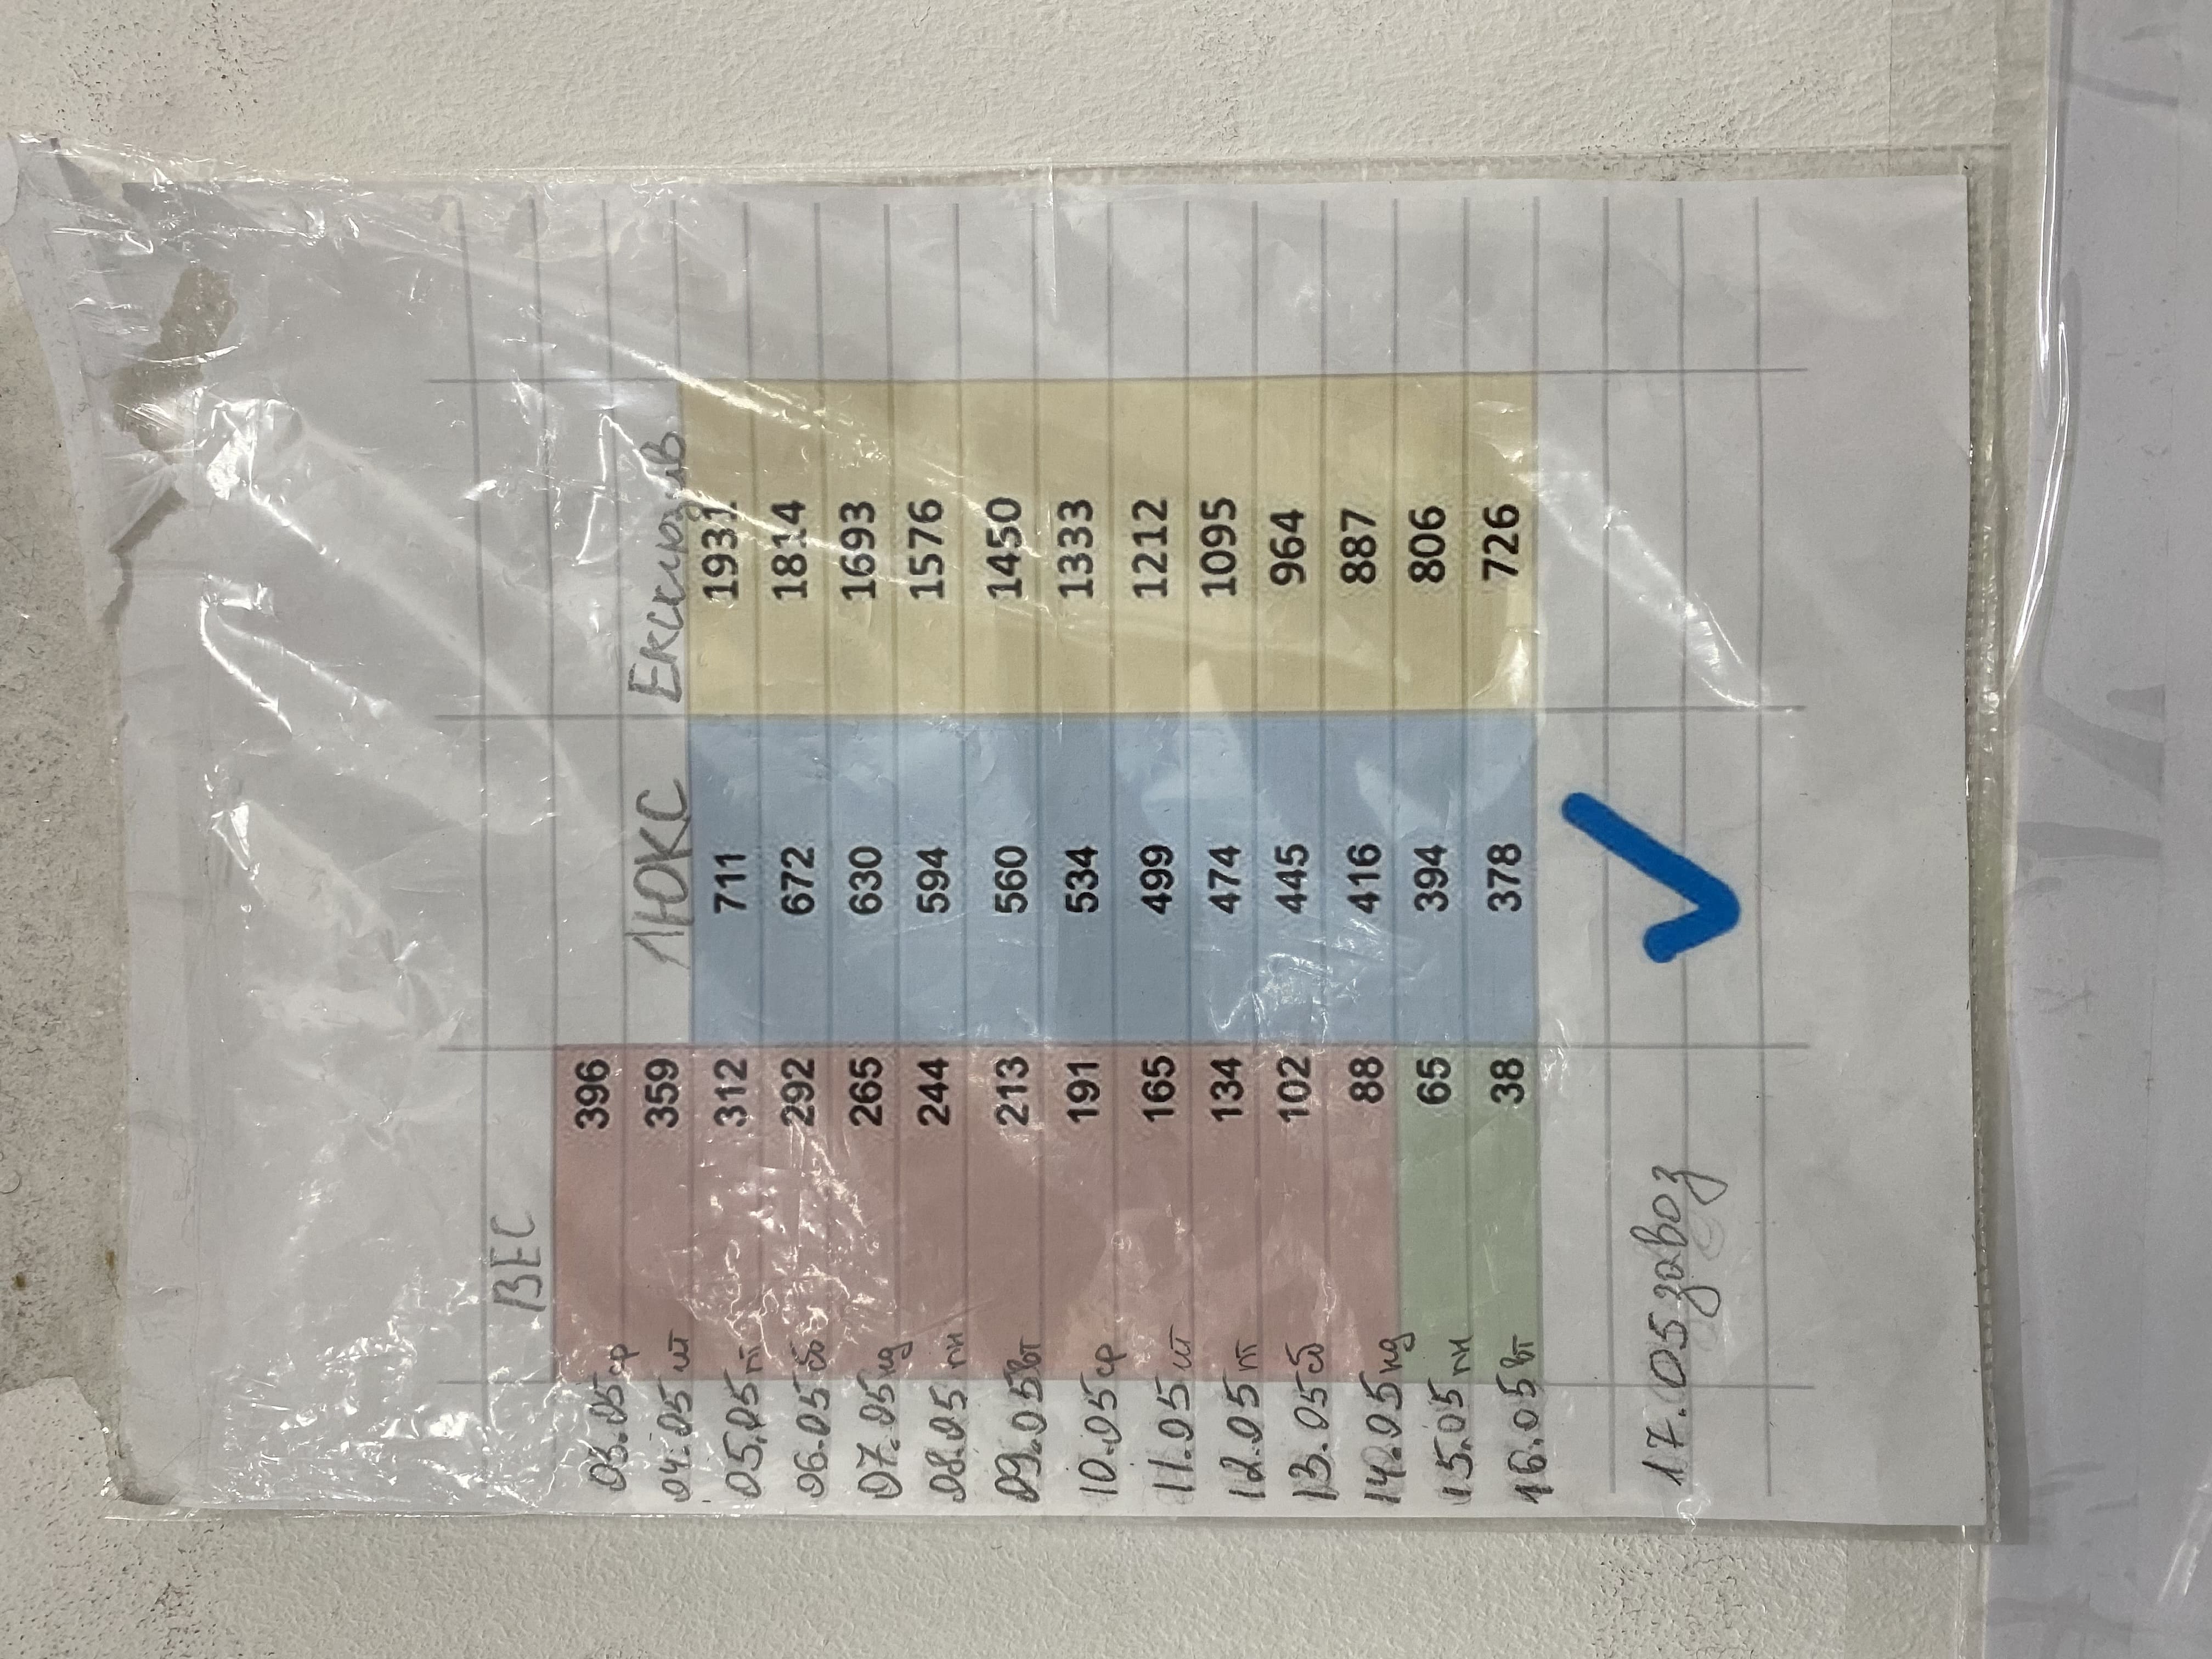 ВЕС
03.05 ср 396
04.05 чт 359 ЛЮКС Ексклюзив
05.05 пт 312 711 1931
06.05 сб 292 672 1814
07.05 нд 265 630 1693
08.05 пн 244 594 1576
09.05 вт 213 560 1450
10.05 ср 191 534 1333
11.05 чт 165 499 1212
12.05 пт 134 474 1095
13.05 сб 102 445 964
14.05 нд 88 416 887
15.05 пн 65 394 806
16.05 вт 38 378 726
17.05 завоз